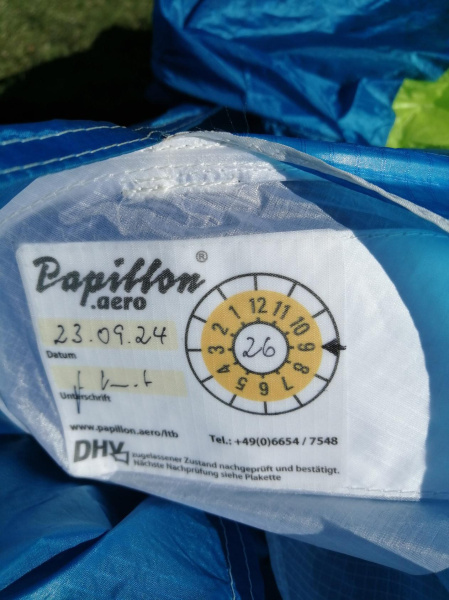 Papillon®
.aero
23.09.24
Datum
Unterschrift
12 11 10 9 8 7 6 5 4 3 2 1
26
www.papillon.aero/ltb
Tel.: +49(0)6654 / 7548
DHV
zugelassener Zustand nachgeprüft und bestätigt.
Nächste Nachprüfung siehe Plakette